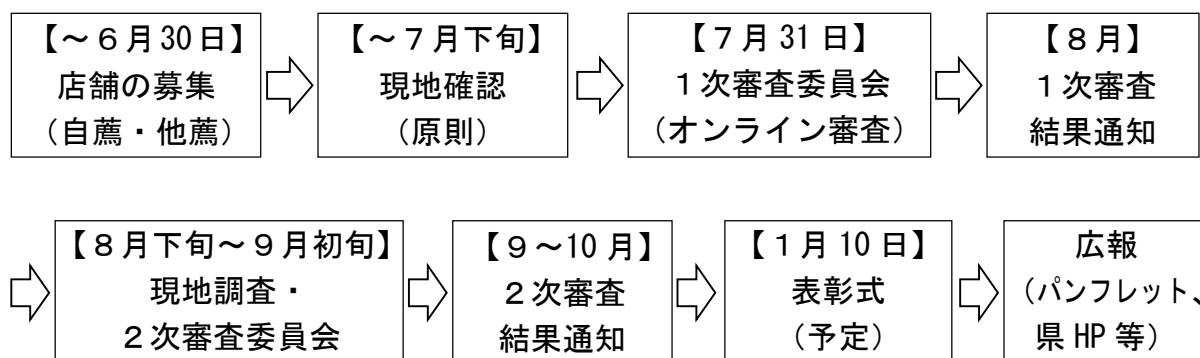 【～６月30日】
店舗の募集
（自薦・他薦）
【～７月下旬】
現地確認
（原則）
【７月31日】
１次審査委員会
（オンライン審査）
【８月】
１次審査
結果通知
【８月下旬～９月初旬】
現地調査・
２次審査委員会
【９～10月】
２次審査
結果通知
【１月10日】
表彰式
（予定）
広報
（パンフレット、
県HP等）